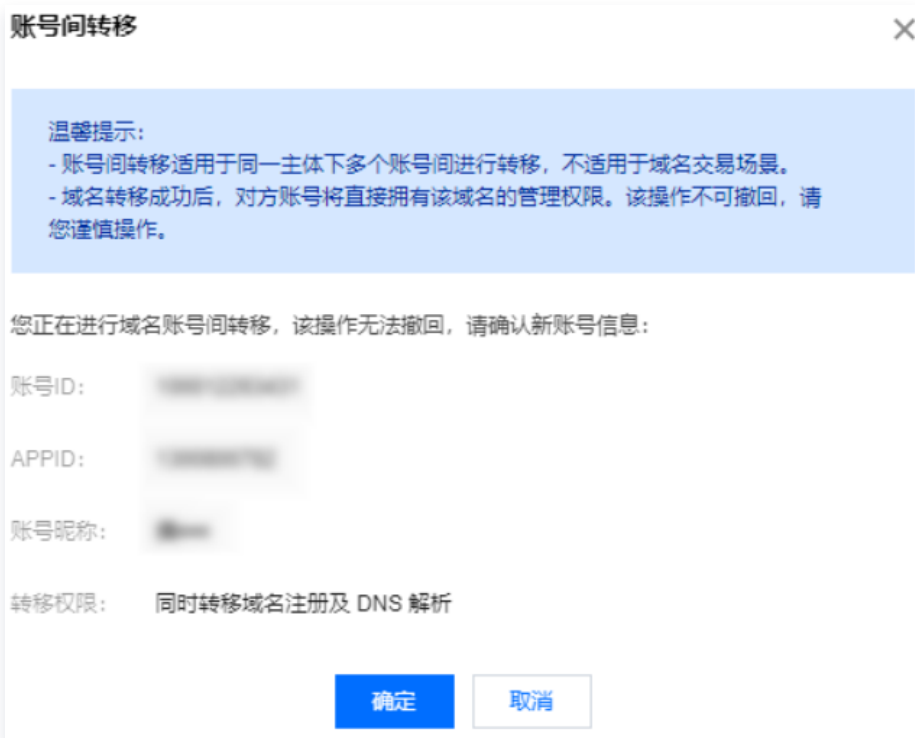 账号间转移
温馨提示：
- 账号间转移适用于同一主体下多个账号间进行转移，不适用于域名交易场景。
- 域名转移成功后，对方账号将直接拥有该域名的管理权限。该操作不可撤回，请
您谨慎操作。
您正在进行域名账号间转移，该操作无法撤回，请确认新账号信息：
账号ID：
APPID：
账号昵称：
转移权限： 同时转移域名注册及 DNS 解析
确定 取消